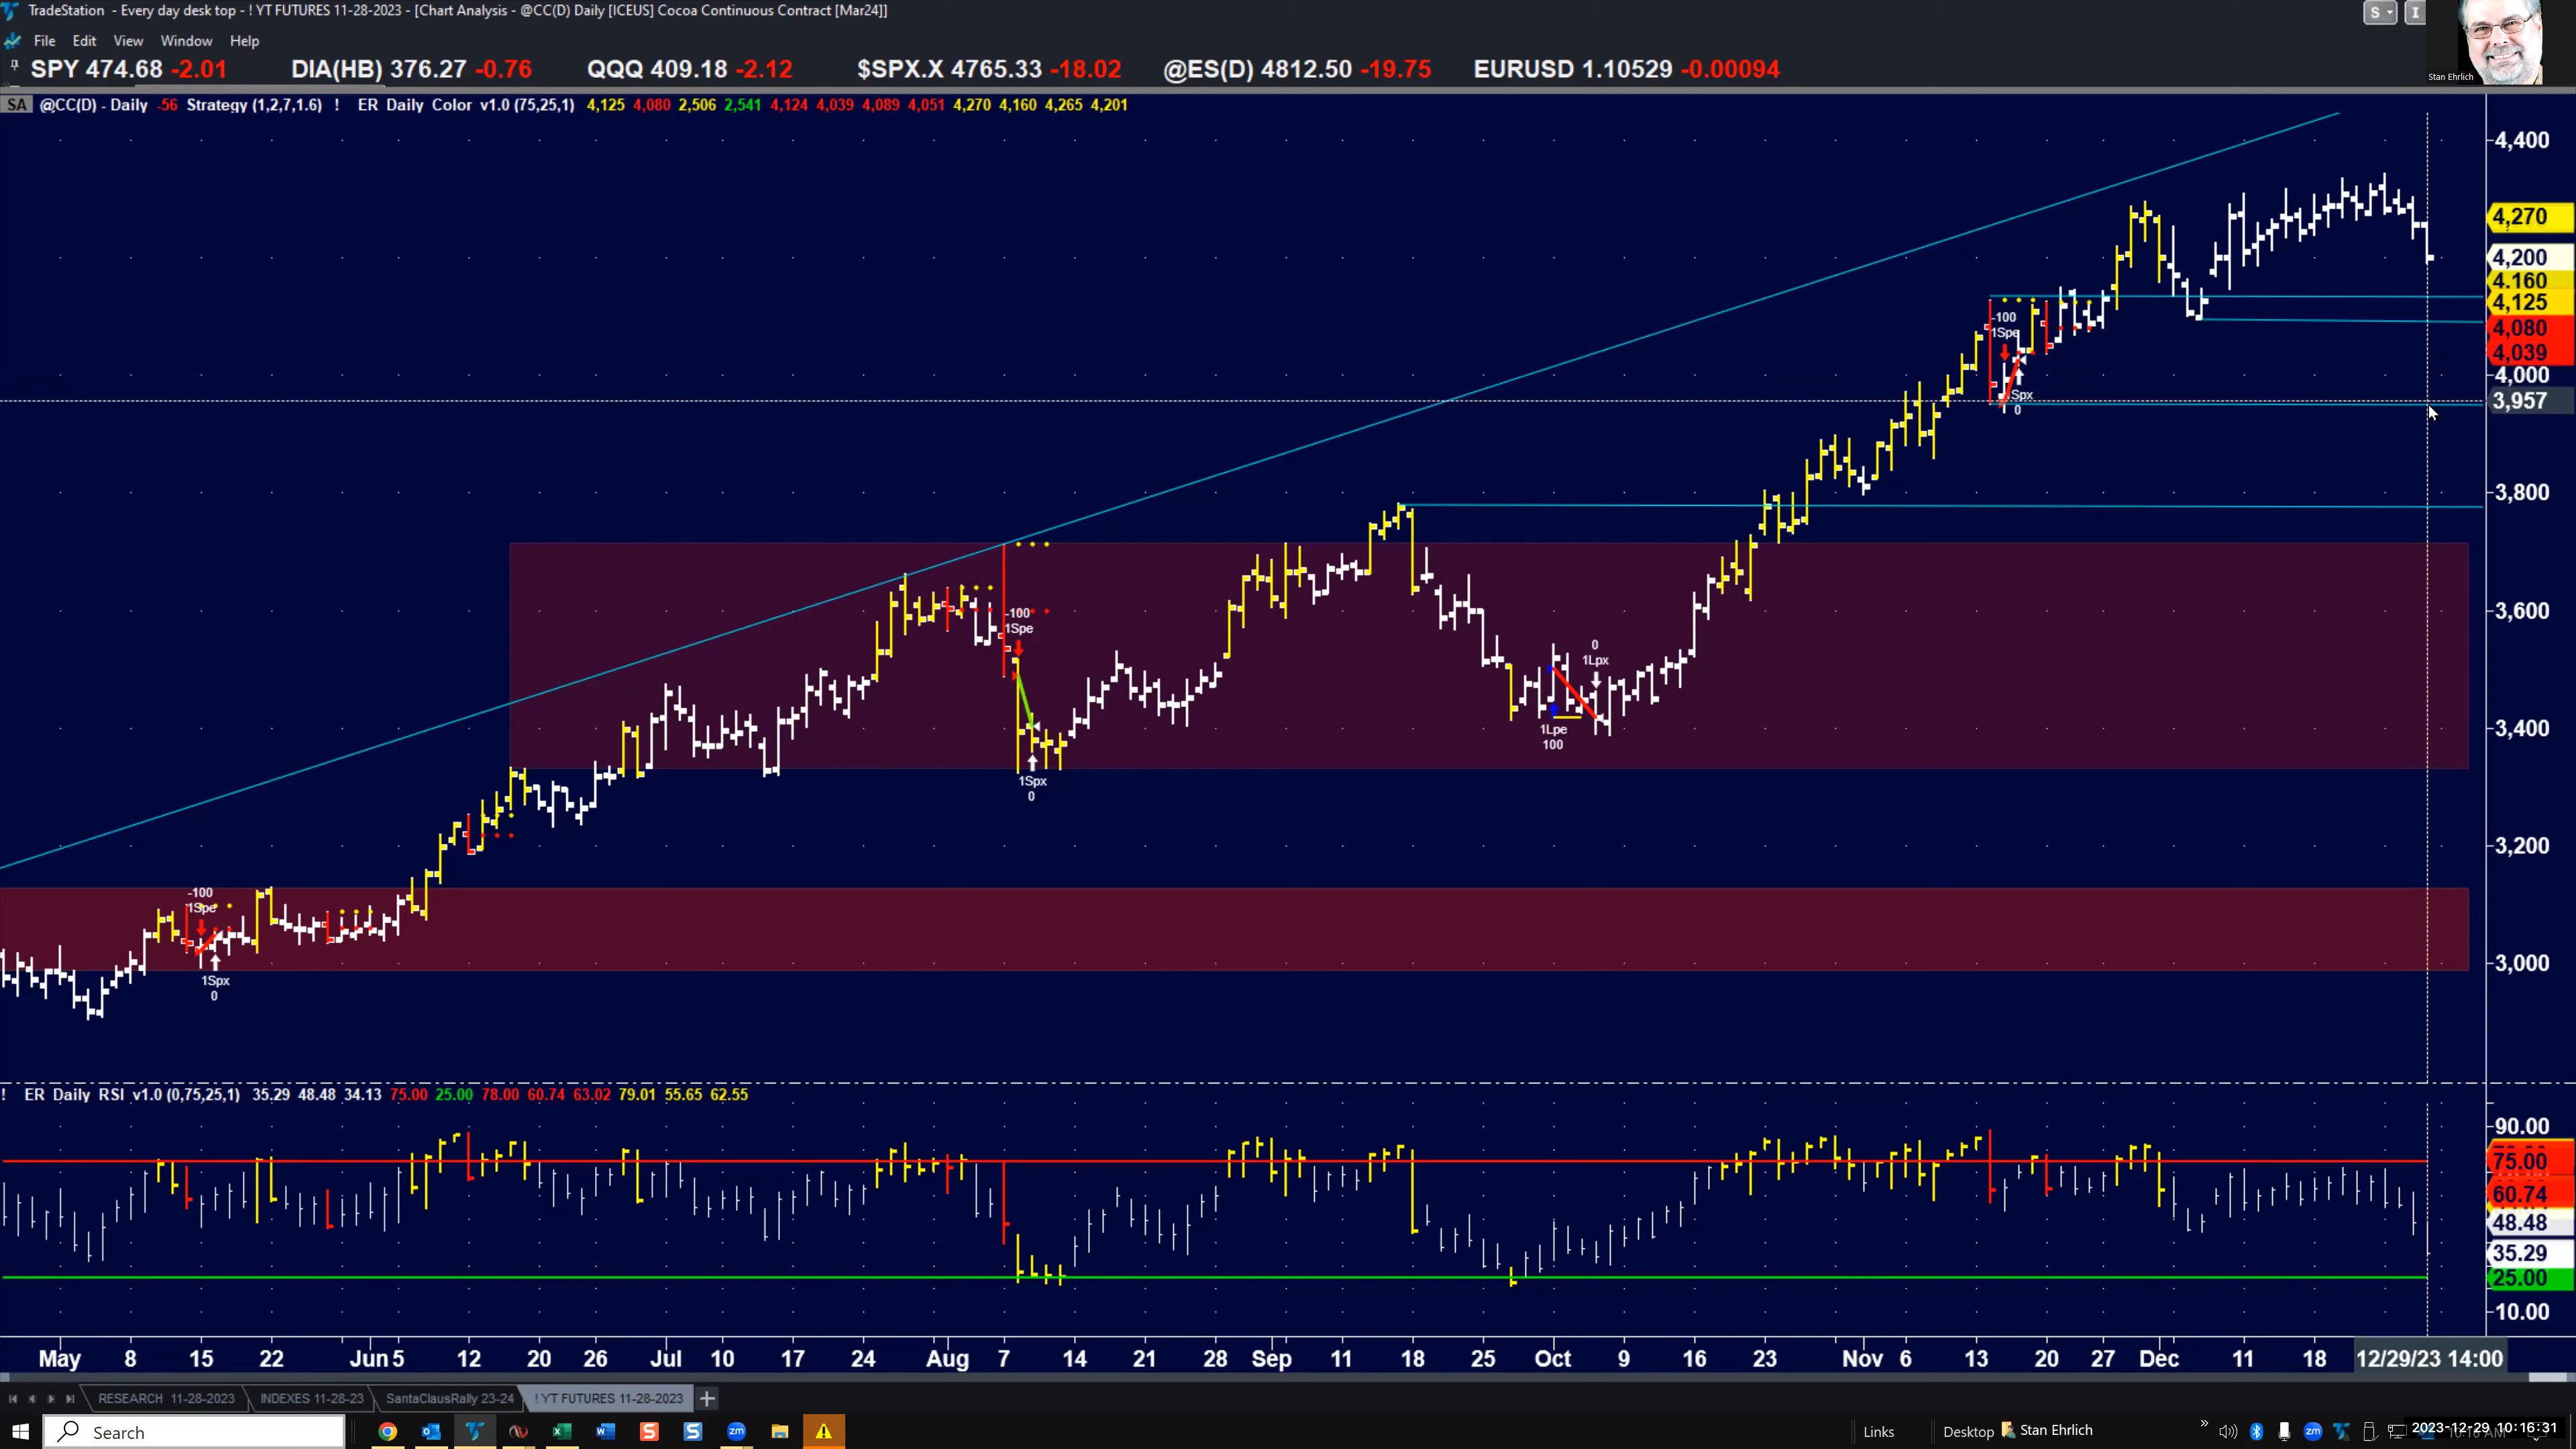 TradeStation - Every day desk top - ! YT FUTURES 11-28-2023 - [Chart Analysis - @CC(D) Daily [ICEUS] Cocoa Continuous Contract [Mar24]]
S
I
File Edit View Window Help
SPY 474.68 -2.01 DIA(HB) 376.27 -0.76 QQQ 409.18 -2.12 $SPX.X 4765.33 -18.02 @ES(D) 4812.50 -19.75 EURUSD 1.10529 -0.00094
Stan Ehrlich
SA @CC(D) - Daily -56 Strategy (1,2,7,1.6) ! ER Daily Color v1.0 (75,25,1) 4,125 4,080 2,506 2,541 4,124 4,039 4,089 4,051 4,270 4,160 4,265 4,201
4,400
4,270
4,200
4,160
4,125
4,080
4,039
4,000
3,957
3,800
3,600
3,400
3,200
3,000
-100
1Spe
Spx
0
-100
1Spe
1Spx
0
0
1Lpx
1Lpe
100
-100
1Spe
1Spx
0
! ER Daily RSI v1.0 (0,75,25,1) 35.29 48.48 34.13 75.00 25.00 78.00 60.74 63.02 79.01 55.65 62.55
90.00
75.00
60.74
48.48
35.29
25.00
10.00
May 8 15 22 Jun 5 12 20 26 Jul 10 17 24 Aug 7 14 21 28 Sep 11 18 25 Oct 9 16 23 Nov 6 13 20 27 Dec 11 18 12/29/23 14:00
RESEARCH 11-28-2023 INDEXES 11-28-23 SantaClausRally 23-24 ! YT FUTURES 11-28-2023 +
Search
Links Desktop Stan Ehrlich
2023-12-29 10:16:31